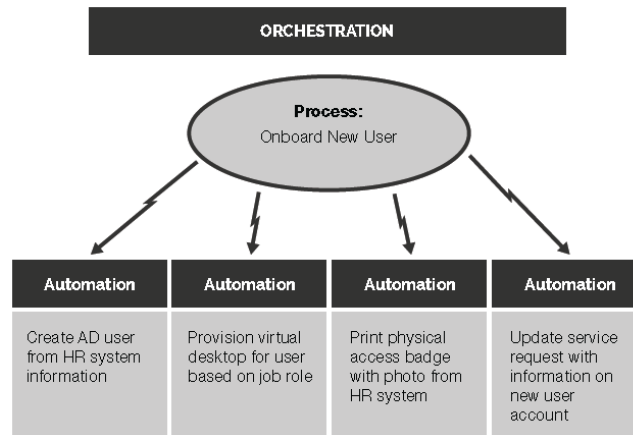 ORCHESTRATION
Process:
Onboard New User
Automation
Create AD user
from HR system
information
Automation
Provision virtual
desktop for user
based on job role
Automation
Print physical
access badge
with photo from
HR system
Automation
Update service
request with
information on
new user
account